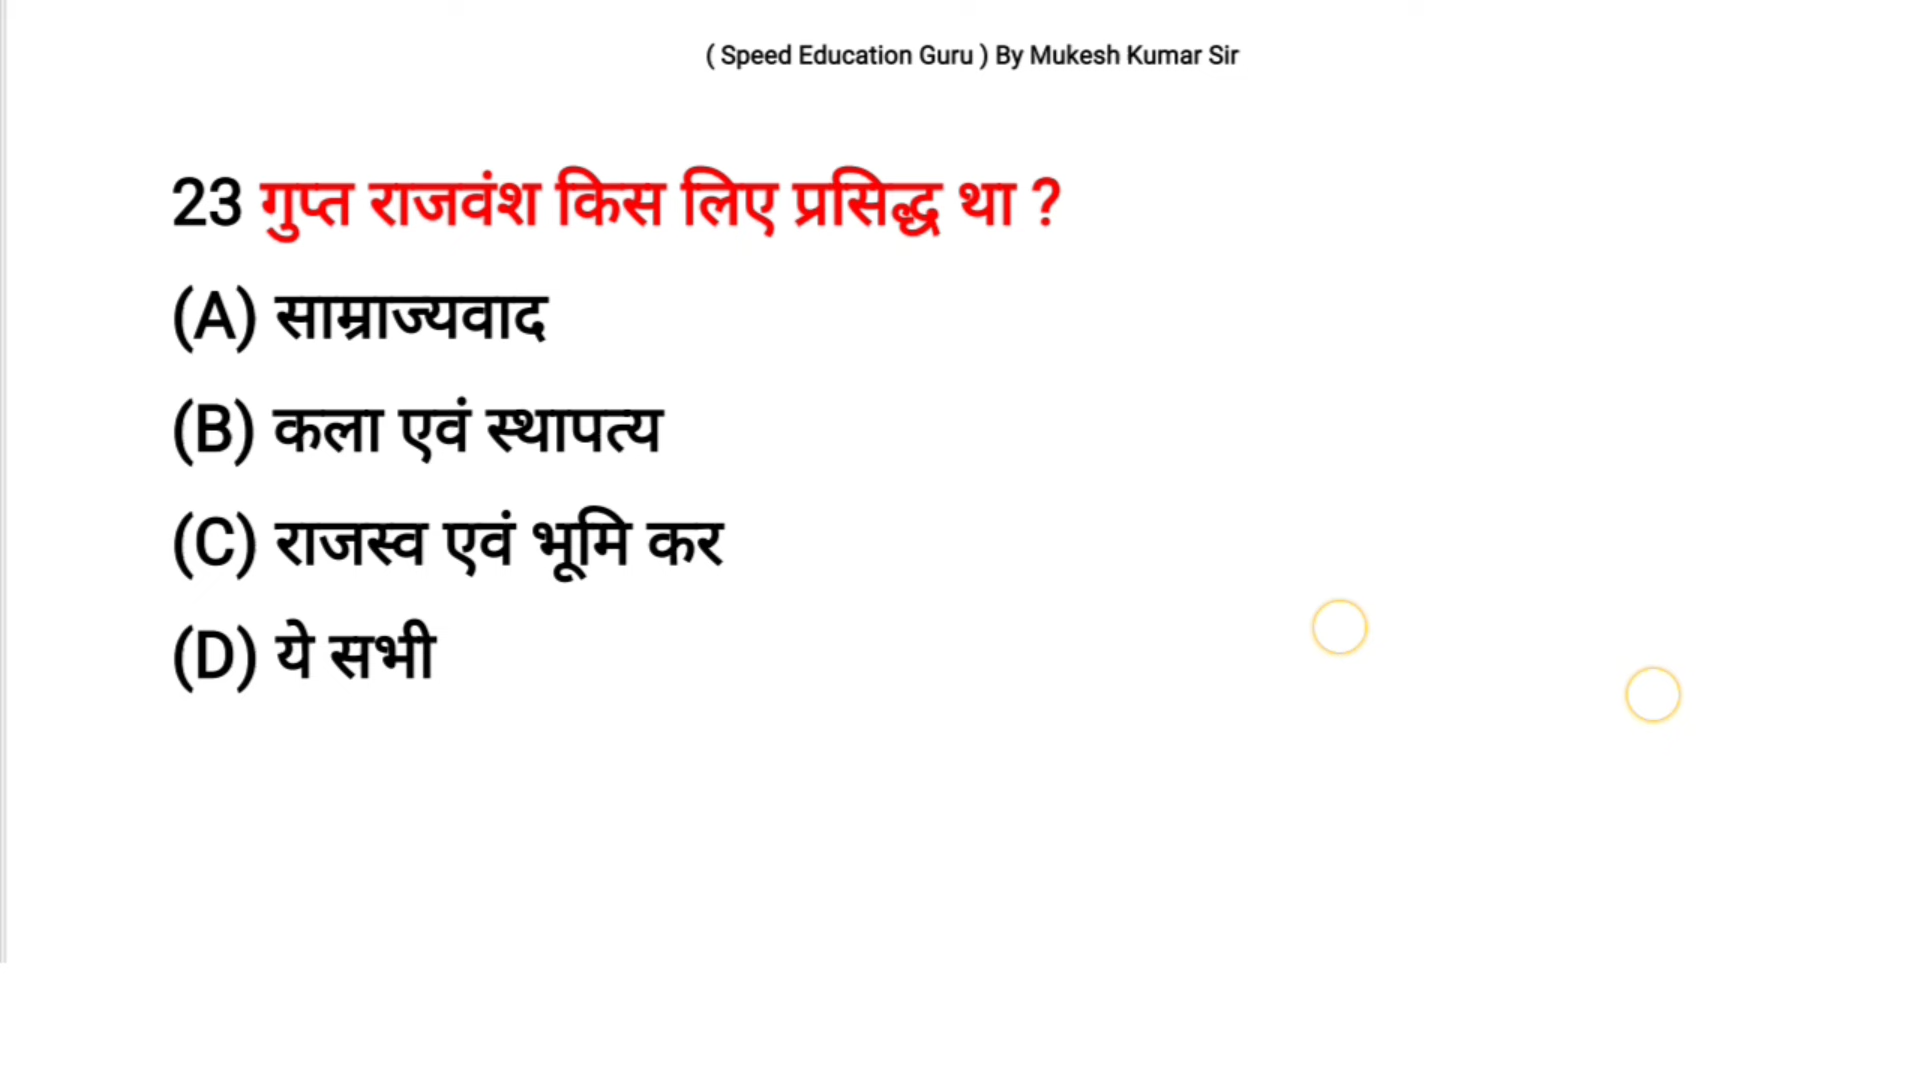 ( Speed Education Guru ) By Mukesh Kumar Sir
23 गुप्त राजवंश किस लिए प्रसिद्ध था ?
(A) साम्राज्यवाद
(B) कला एवं स्थापत्य
(C) राजस्व एवं भूमि कर
(D) ये सभी